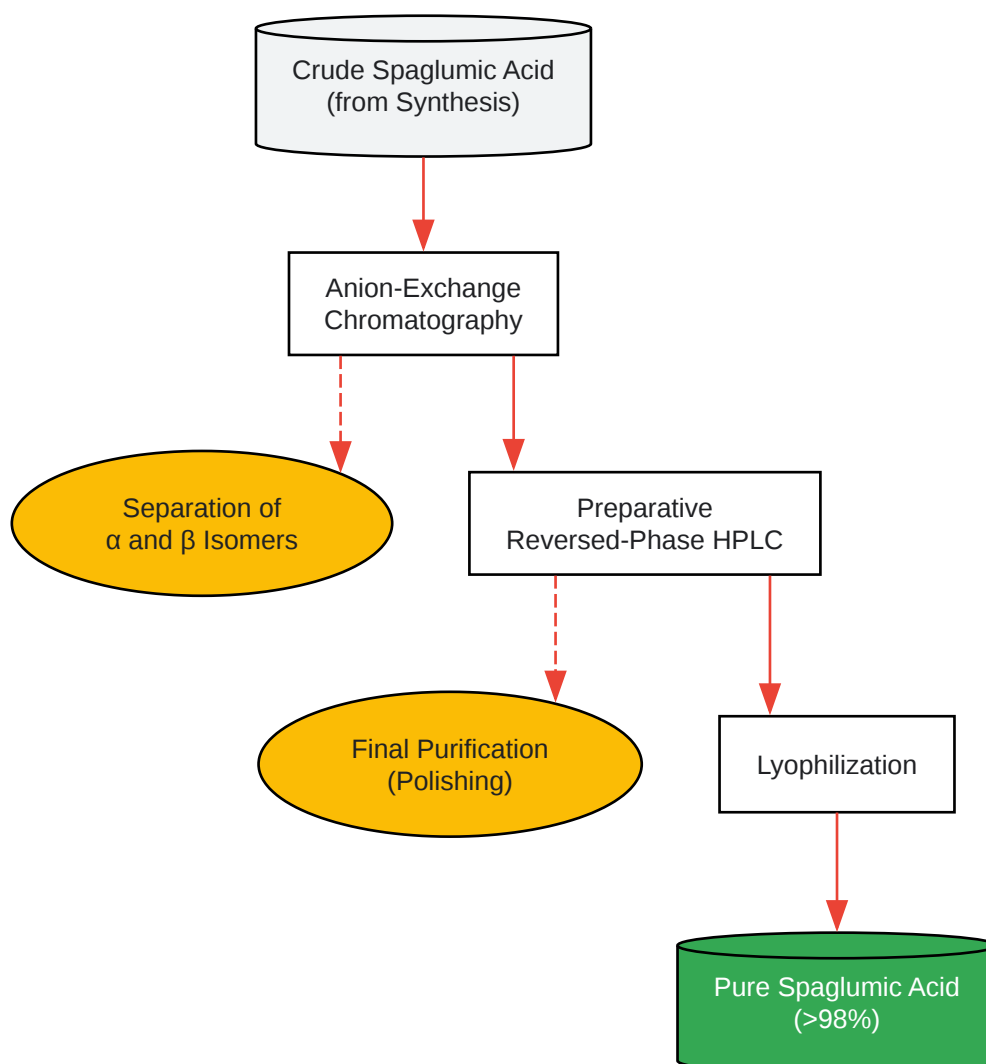 Crude Spaglumic Acid
(from Synthesis)
Anion-Exchange
Chromatography
Separation of
α and β Isomers
Preparative
Reversed-Phase HPLC
Final Purification
(Polishing)
Lyophilization
Pure Spaglumic Acid
(>98%)